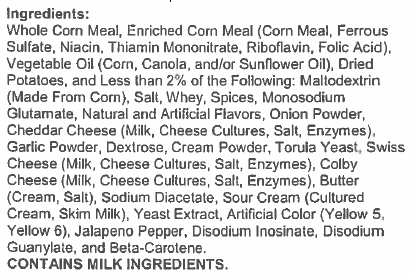 Ingredients:
Whole Corn Meal, Enriched Corn Meal (Corn Meal, Ferrous
Sulfate, Niacin, Thiamin Mononitrate, Riboflavin, Folic Acid),
Vegetable Oil (Corn, Canola, and/or Sunflower Oil), Dried
Potatoes, and Less than 2% of the Following: Maltodextrin
(Made From Corn), Salt, Whey, Spices, Monosodium
Glutamate, Natural and Artificial Flavors, Onion Powder,
Cheddar Cheese (Milk, Cheese Cultures, Salt, Enzymes),
Garlic Powder, Dextrose, Cream Powder, Torula Yeast, Swiss
Cheese (Milk, Cheese Cultures, Salt, Enzymes), Colby
Cheese (Milk, Cheese Cultures, Salt, Enzymes), Butter
(Cream, Salt), Sodium Diacetate, Sour Cream (Cultured
Cream, Skim Milk), Yeast Extract, Artificial Color (Yellow 5,
Yellow 6), Jalapeno Pepper, Disodium Inosinate, Disodium
Guanylate, and Beta-Carotene.
CONTAINS MILK INGREDIENTS.